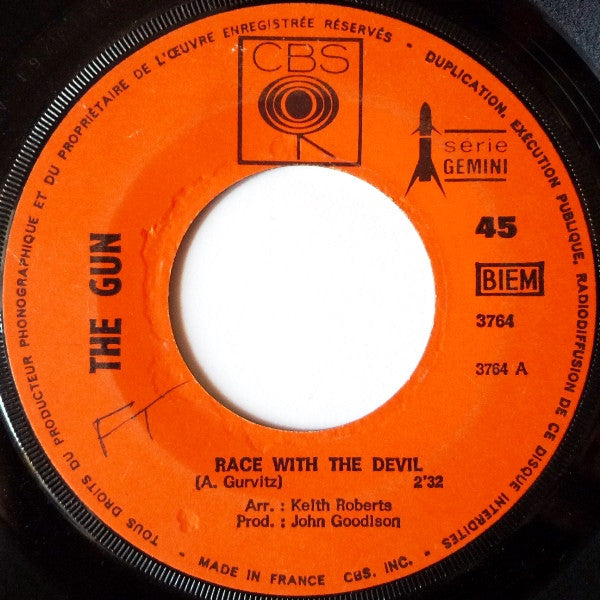 TOUS DROITS DU PRODUCTEUR PHONOGRAPHIQUE ET DU PROPRIÉTAIRE DE L'ŒUVRE ENREGISTRÉE RÉSERVÉS - DUPLICATION, EXÉCUTION PUBLIQUE, RADIODIFFUSION DE CE DISQUE INTERDITES -
CBS
série
GEMINI
THE GUN
45
BIEM
3764
3764 A
FT
RACE WITH THE DEVIL
(A. Gurvitz) 2'32
Arr. : Keith Roberts
Prod. : John Goodison
MADE IN FRANCE CBS. INC.